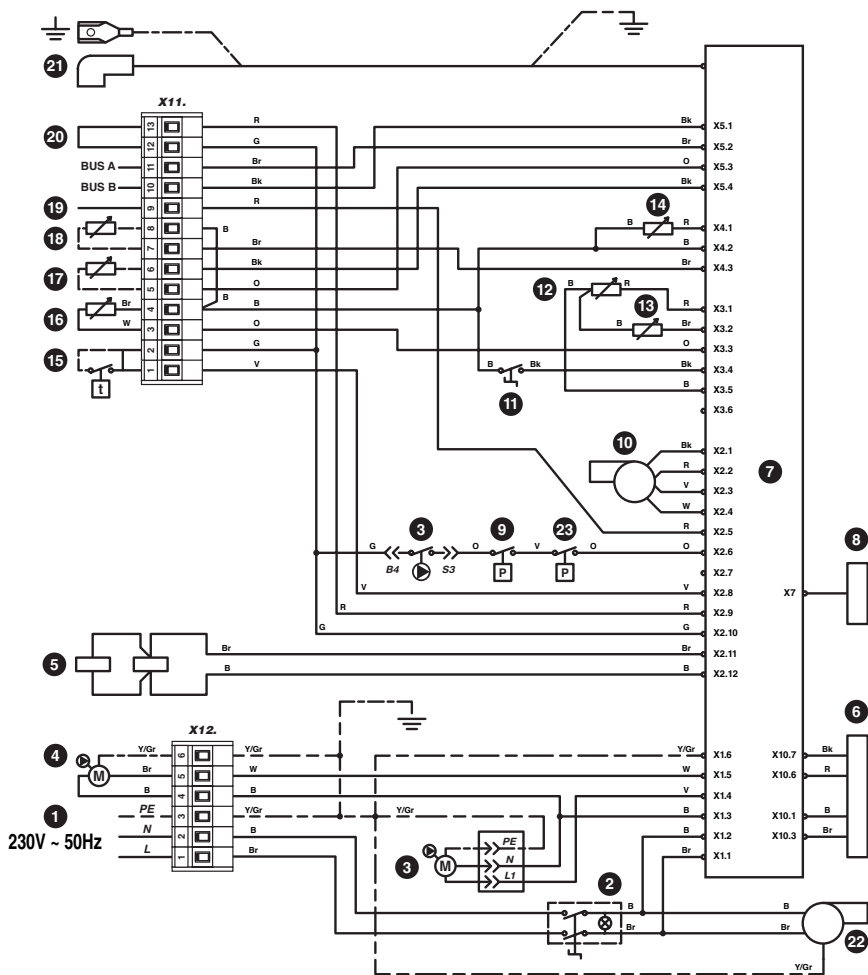 21
X11.
13 R Bk X5.1
20
12 G Br X5.2
BUS A 11 Br O X5.3
BUS B 10 Bk Bk X5.4
19 9 R
14
18 8 B B R X4.1
7 Br B X4.2
17 6 Bk Br X4.3
5 O
12 B R
16 Br 4 B B R X3.1
13
W 3 O B Br X3.2
15 2 G O X3.3
t 1 V B Bk Bk X3.4
11 B X3.5
X3.6
10 Bk X2.1
7
R X2.2
V X2.3
W X2.4
3 9 23 R X2.5
8
G O V O O X2.6
B4 S3 P P X2.7
V V X2.8 X7
R R X2.9
G G X2.10
5 Br Br X2.11
B B X2.12
6
X12.
4 Y/Gr 6 Y/Gr Y/Gr X1.6 X10.7 Bk
M Br 5 W W X1.5 X10.6 R
B 4 B V X1.4
1 PE 3 Y/Gr Y/Gr B X1.3 X10.1 B
230V ~ 50Hz
N 2 B B X1.2 X10.3 Br
L 1 Br Br X1.1
PE
3 M N
L1
2
B B
Br Br
22
Y/Gr